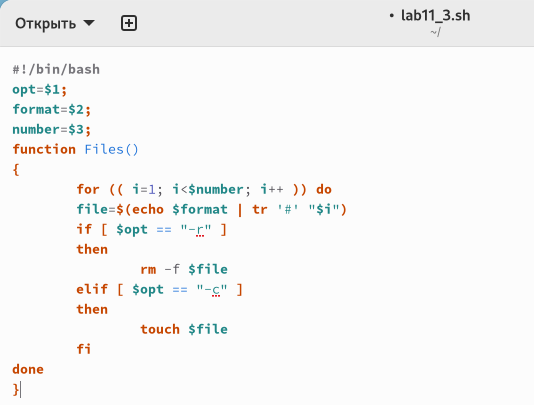 Открыть
• lab11_3.sh
~/
#!/bin/bash
opt=$1;
format=$2;
number=$3;
function Files()
{
        for (( i=1; i<$number; i++ )) do
        file=$(echo $format | tr '#' "$i")
        if [ $opt == "-r" ]
        then
                rm -f $file
        elif [ $opt == "-c" ]
        then
                touch $file
        fi
done
}